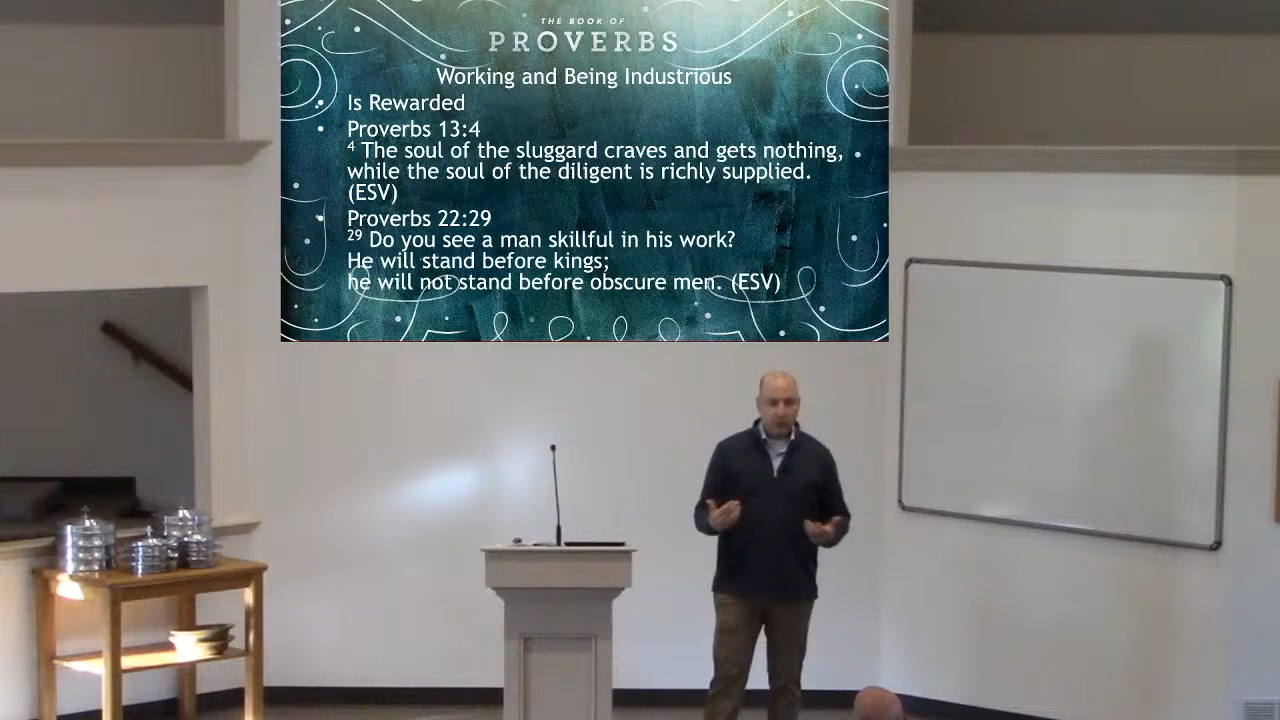 THE BOOK OF
PROVERBS
Working and Being Industrious
• Is Rewarded
• Proverbs 13:4
4 The soul of the sluggard craves and gets nothing,
while the soul of the diligent is richly supplied.
(ESV)
• Proverbs 22:29
29 Do you see a man skillful in his work?
He will stand before kings;
he will not stand before obscure men. (ESV)